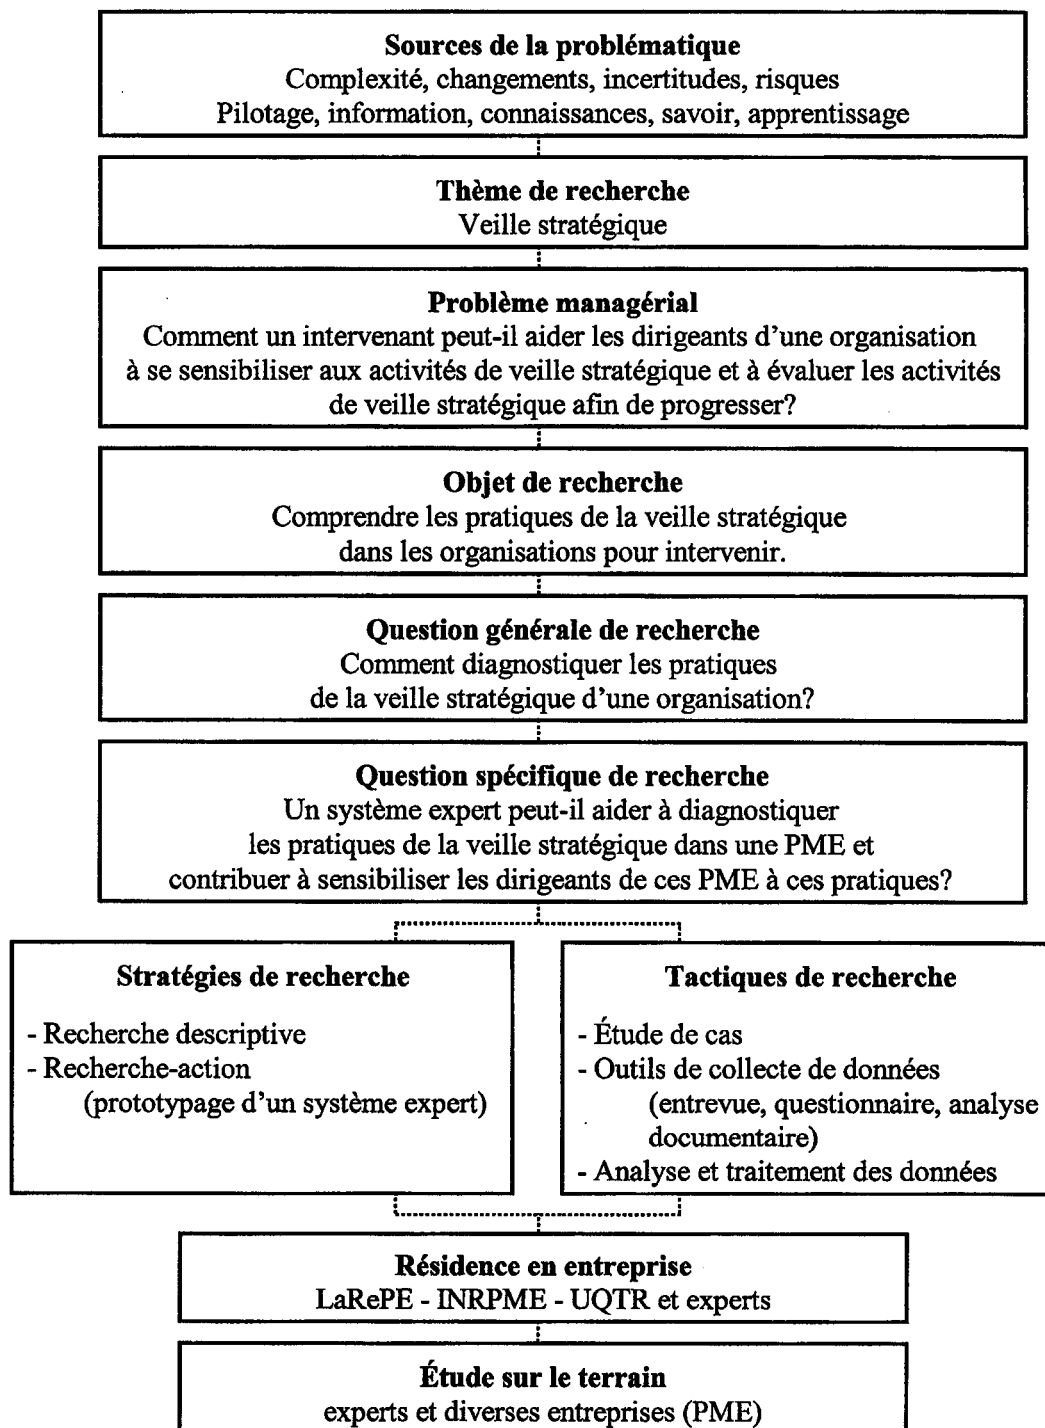 Sources de la problématique
Complexité, changements, incertitudes, risques
Pilotage, information, connaissances, savoir, apprentissage
Thème de recherche
Veille stratégique
Problème managérial
Comment un intervenant peut-il aider les dirigeants d'une organisation
à se sensibiliser aux activités de veille stratégique et à évaluer les activités
de veille stratégique afin de progresser?
Objet de recherche
Comprendre les pratiques de la veille stratégique
dans les organisations pour intervenir.
Question générale de recherche
Comment diagnostiquer les pratiques
de la veille stratégique d'une organisation?
Question spécifique de recherche
Un système expert peut-il aider à diagnostiquer
les pratiques de la veille stratégique dans une PME et
contribuer à sensibiliser les dirigeants de ces PME à ces pratiques?
Stratégies de recherche
- Recherche descriptive
- Recherche-action
(prototypage d'un système expert)
Tactiques de recherche
- Étude de cas
- Outils de collecte de données
(entrevue, questionnaire, analyse
documentaire)
- Analyse et traitement des données
Résidence en entreprise
LaRePE - INRPME - UQTR et experts
Étude sur le terrain
experts et diverses entreprises (PME)